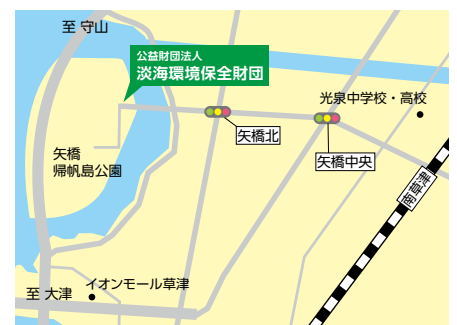 至 守山
公益財団法人
淡海環境保全財団
光泉中学校・高校
矢橋北
矢橋中央
矢橋
帰帆島公園
南草津
イオンモール草津
至 大津